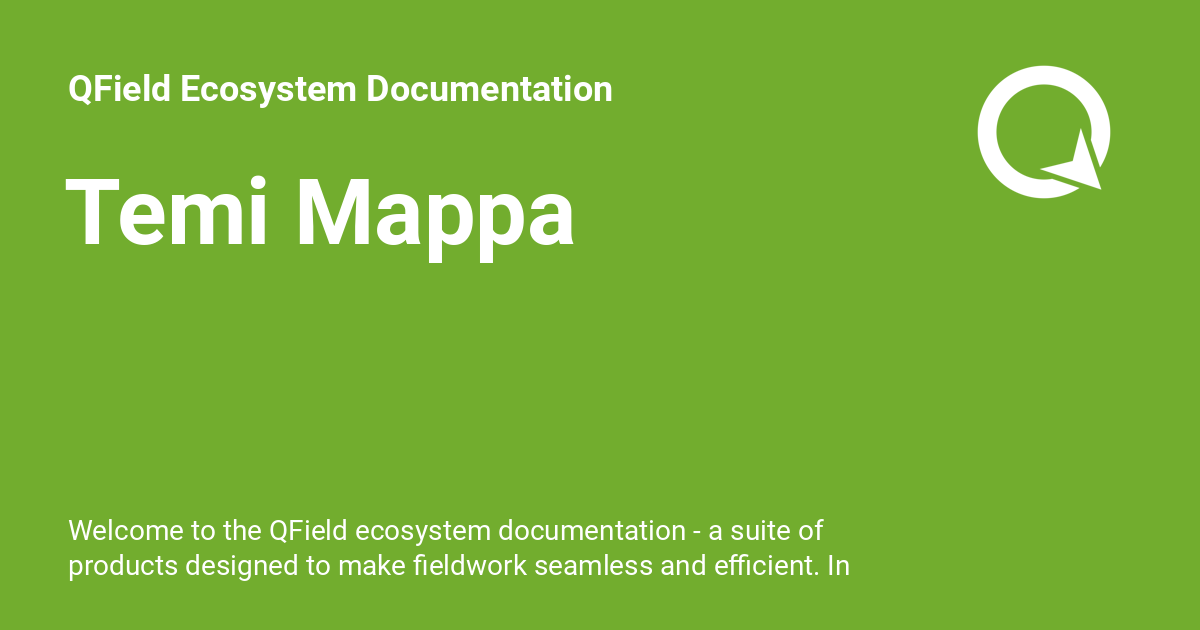 QField Ecosystem Documentation
Temi Mappa
Welcome to the QField ecosystem documentation - a suite of
products designed to make fieldwork seamless and efficient. In